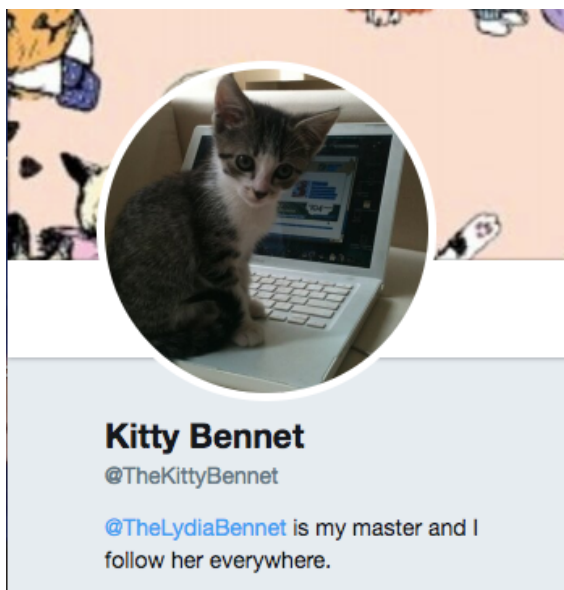 Kitty Bennet
@TheKittyBennet
@TheLydiaBennet is my master and I
follow her everywhere.